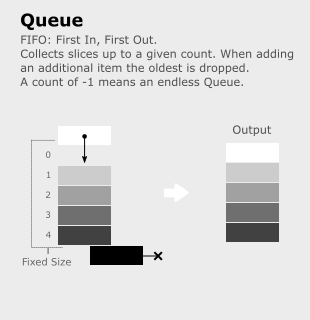 Queue
FIFO: First In, First Out.
Collects slices up to a given count. When adding
an additional item the oldest is dropped.
A count of -1 means an endless Queue.
Output
0
1
2
3
4
Fixed Size